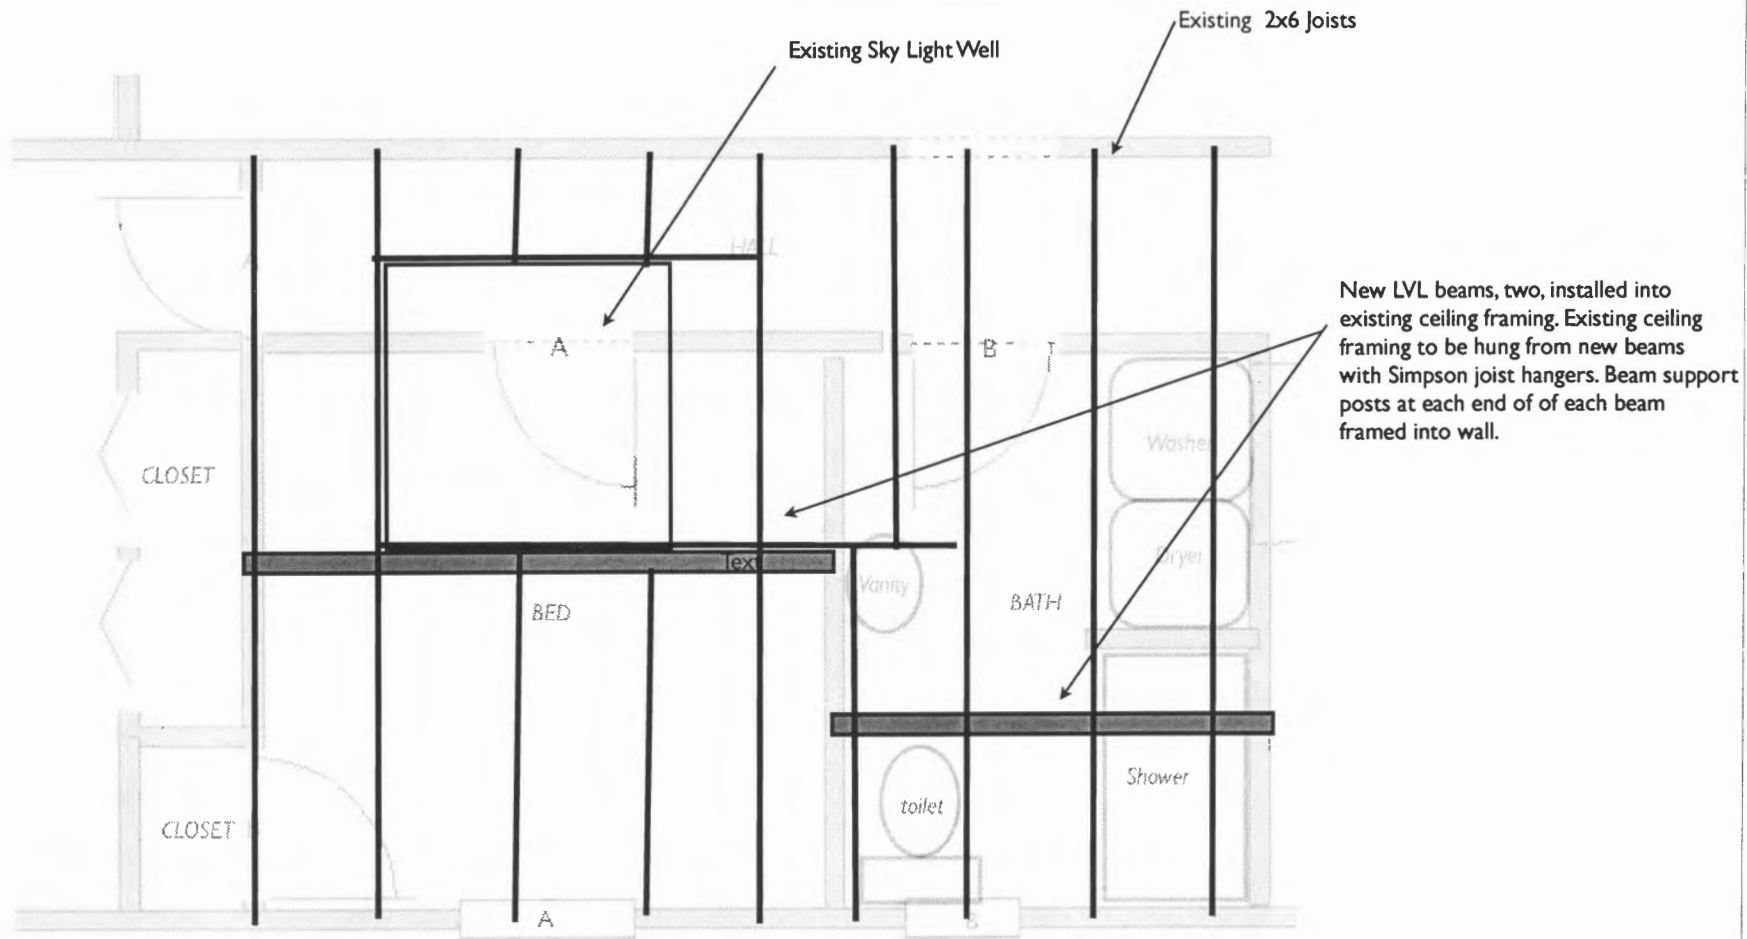 Existing 2x6 Joists
Existing Sky Light Well
HALL
New LVL beams, two, installed into
existing ceiling framing. Existing ceiling
framing to be hung from new beams
with Simpson joist hangers. Beam support
posts at each end of of each beam
framed into wall.
A
B
Washer
CLOSET
Text
Dryer
Vanity
BED
BATH
Shower
toilet
CLOSET
A
B